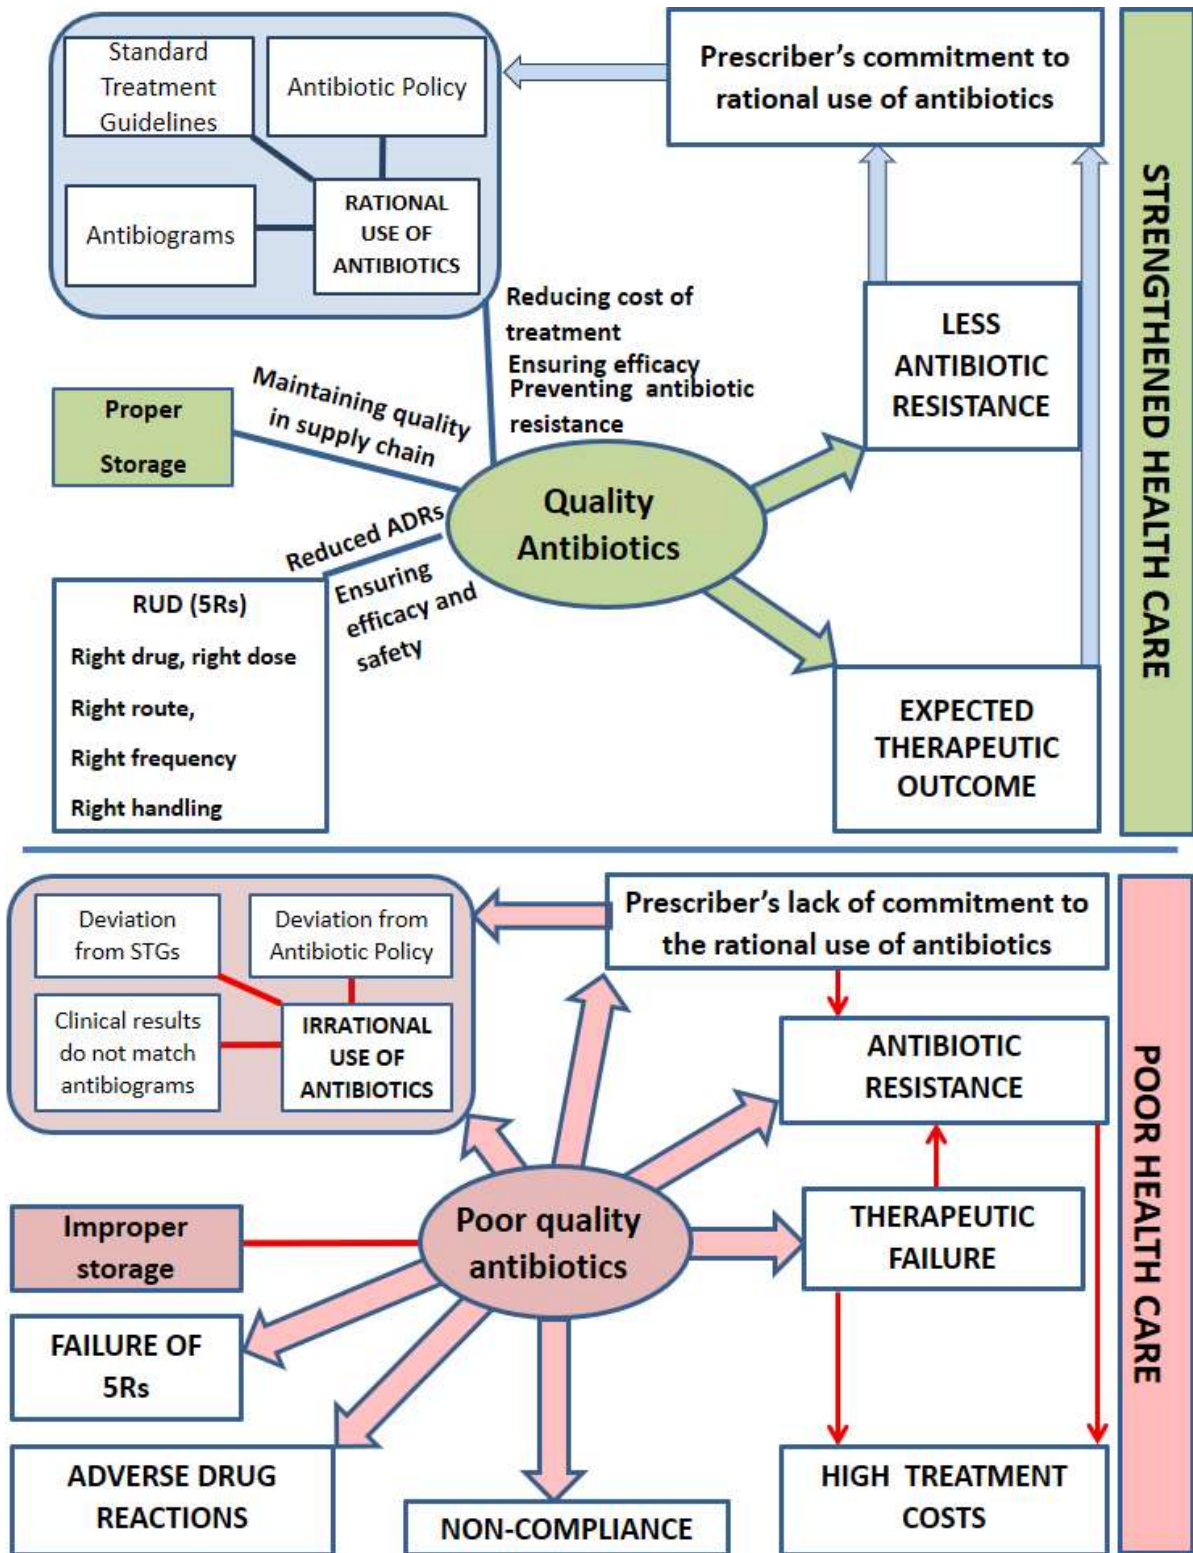 Standard
Treatment
Guidelines
Antibiotic Policy
Antibiograms
RATIONAL
USE OF
ANTIBIOTICS
Prescriber’s commitment to
rational use of antibiotics
STRENGTHENED HEALTH CARE
Reducing cost of
treatment
Ensuring efficacy
Preventing antibiotic
resistance
LESS
ANTIBIOTIC
RESISTANCE
Proper
Storage
Maintaining quality
in supply chain
Quality
Antibiotics
Reduced ADRs
Ensuring
efficacy and
safety
RUD (5Rs)
Right drug, right dose
Right route,
Right frequency
Right handling
EXPECTED
THERAPEUTIC
OUTCOME
Deviation
from STGs
Deviation from
Antibiotic Policy
Clinical results
do not match
antibiograms
IRRATIONAL
USE OF
ANTIBIOTICS
Prescriber’s lack of commitment to
the rational use of antibiotics
POOR HEALTH CARE
ANTIBIOTIC
RESISTANCE
Improper
storage
Poor quality
antibiotics
THERAPEUTIC
FAILURE
FAILURE OF
5Rs
ADVERSE DRUG
REACTIONS
NON-COMPLIANCE
HIGH TREATMENT
COSTS